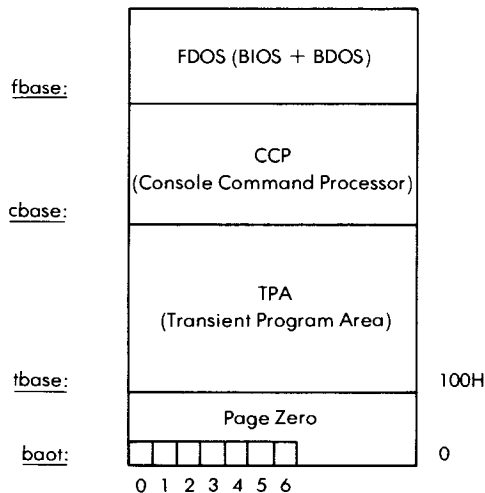 FDOS (BIOS + BDOS)
fbase:
CCP
(Console Command Processor)
cbase:
TPA
(Transient Program Area)
tbase:
100H
Page Zero
baot:
0
0 1 2 3 4 5 6